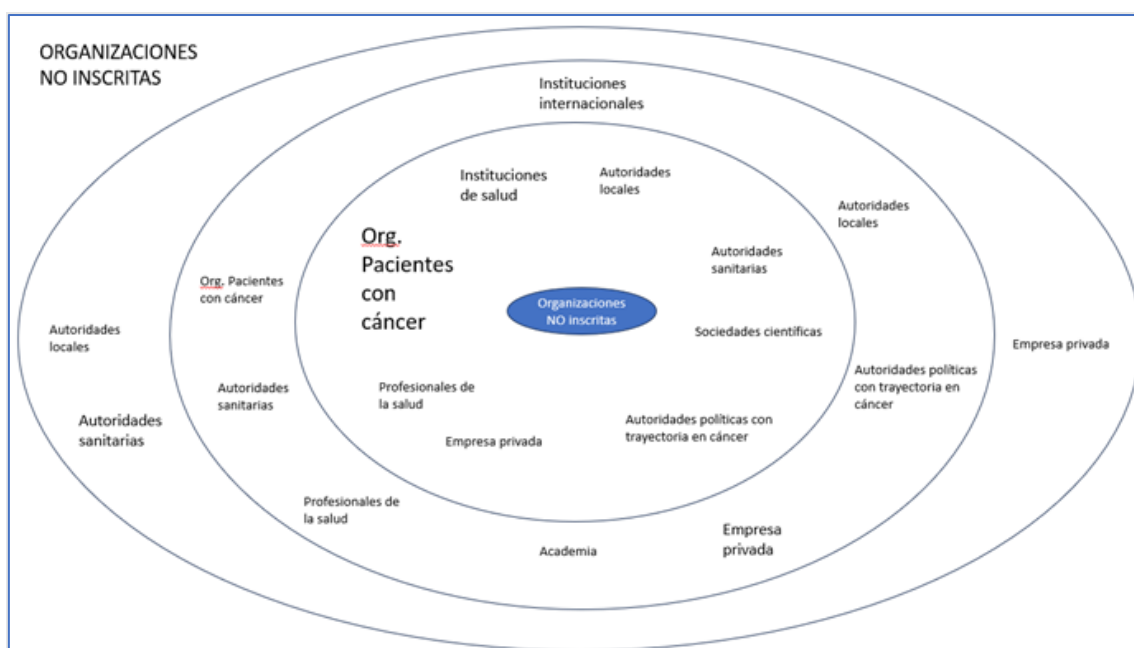 ORGANIZACIONES
NO INSCRITAS
Instituciones
internacionales
Instituciones
de salud
Autoridades
locales
Autoridades
locales
Org.
Pacientes
con
cáncer
Autoridades
sanitarias
Org. Pacientes
con cáncer
Organizaciones
NO inscritas
Autoridades
locales
Sociedades científicas
Empresa privada
Autoridades
sanitarias
Profesionales de
la salud
Autoridades políticas
con trayectoria en
cáncer
Autoridades
sanitarias
Empresa privada
Autoridades políticas con
trayectoria en cáncer
Profesionales de
la salud
Academia
Empresa
privada